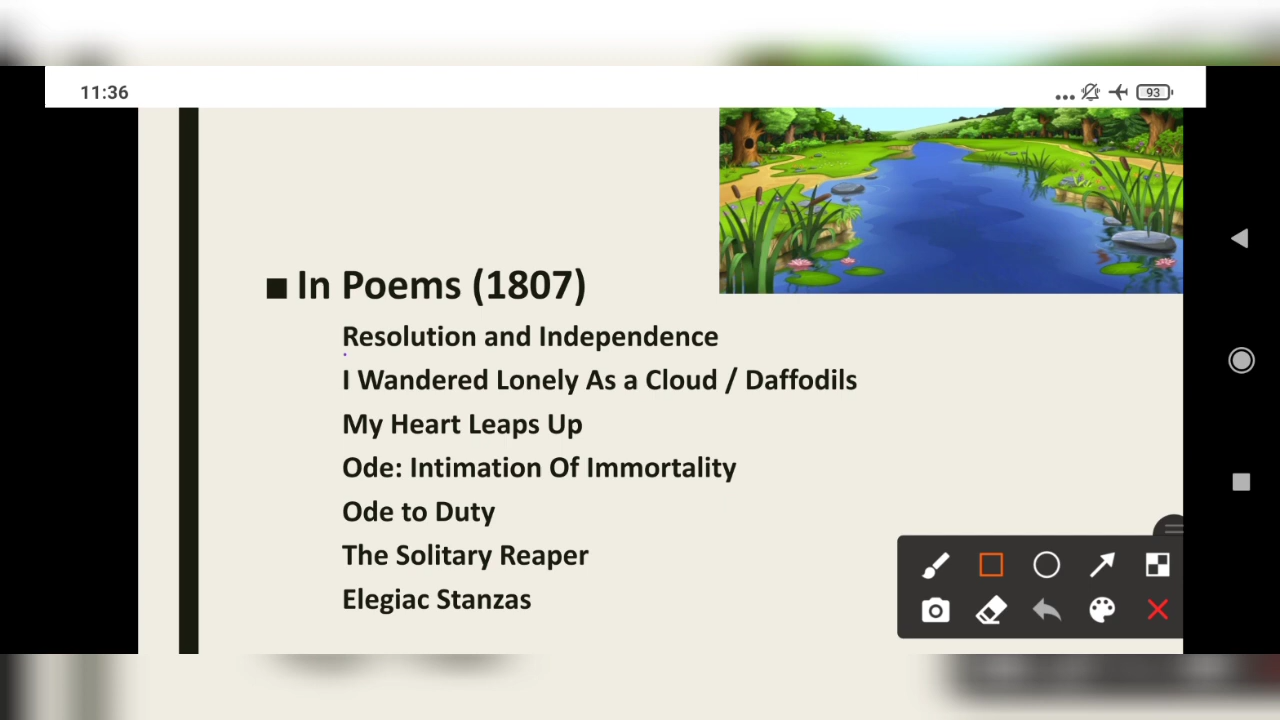 11:36
... 93
■ In Poems (1807)
Resolution and Independence
I Wandered Lonely As a Cloud / Daffodils
My Heart Leaps Up
Ode: Intimation Of Immortality
Ode to Duty
The Solitary Reaper
Elegiac Stanzas